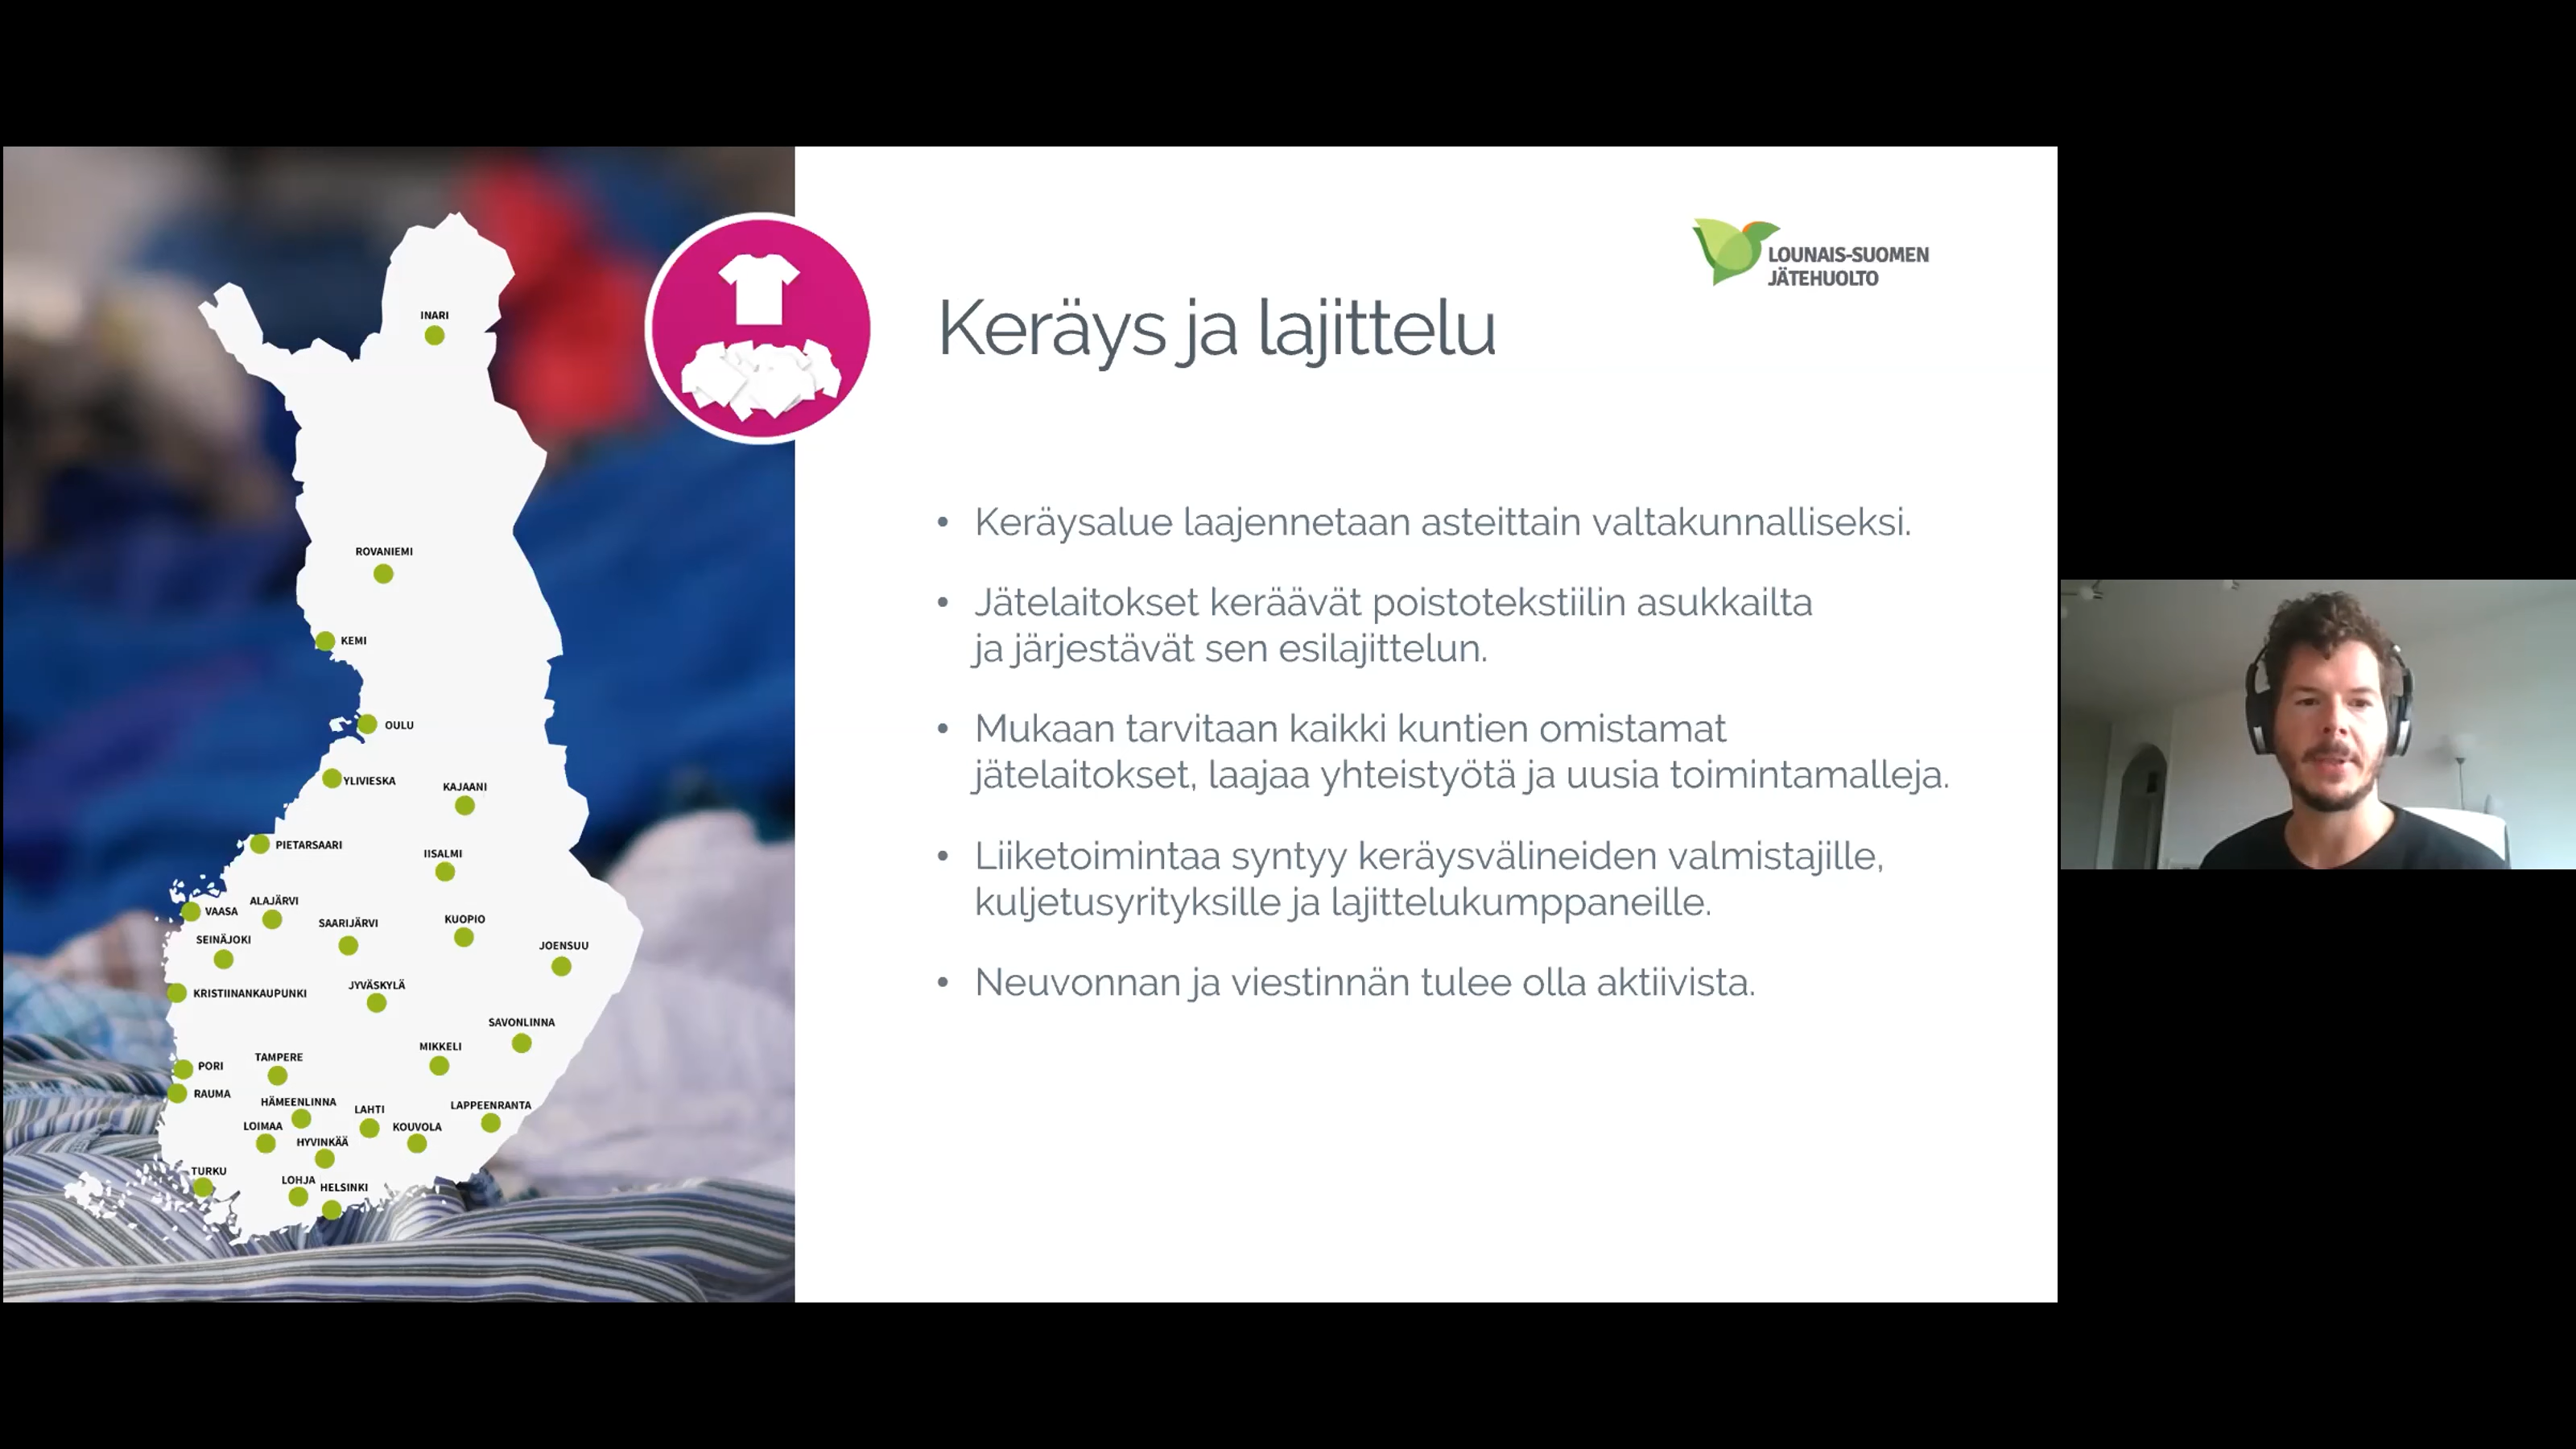 INARI
ROVANIEMI
KEMI
OULU
YLIVIESKA
KAJAANI
PIETARSAARI
IISALMI
VAASA
ALAJÄRVI
SAARIJÄRVI
KUOPIO
SEINÄJOKI
JOENSUU
KRISTIINANKAUPUNKI
JYVÄSKYLÄ
SAVONLINNA
MIKKELI
PORI
TAMPERE
RAUMA
HÄMEENLINNA
LAHTI
LAPPEENRANTA
LOIMAA
KOUVOLA
HYVINKÄÄ
TURKU
LOHJA
HELSINKI
LOUNAIS-SUOMEN
JÄTEHUOLTO
Keräys ja lajittelu
• Keräysalue laajennetaan asteittain valtakunnalliseksi.
• Jätelaitokset keräävät poistotekstiilin asukkailta
ja järjestävät sen esilajittelun.
• Mukaan tarvitaan kaikki kuntien omistamat
jätelaitokset, laajaa yhteistyötä ja uusia toimintamalleja.
• Liiketoimintaa syntyy keräysvälineiden valmistajille,
kuljetusyrityksille ja lajittelukumppaneille.
• Neuvonnan ja viestinnän tulee olla aktiivista.